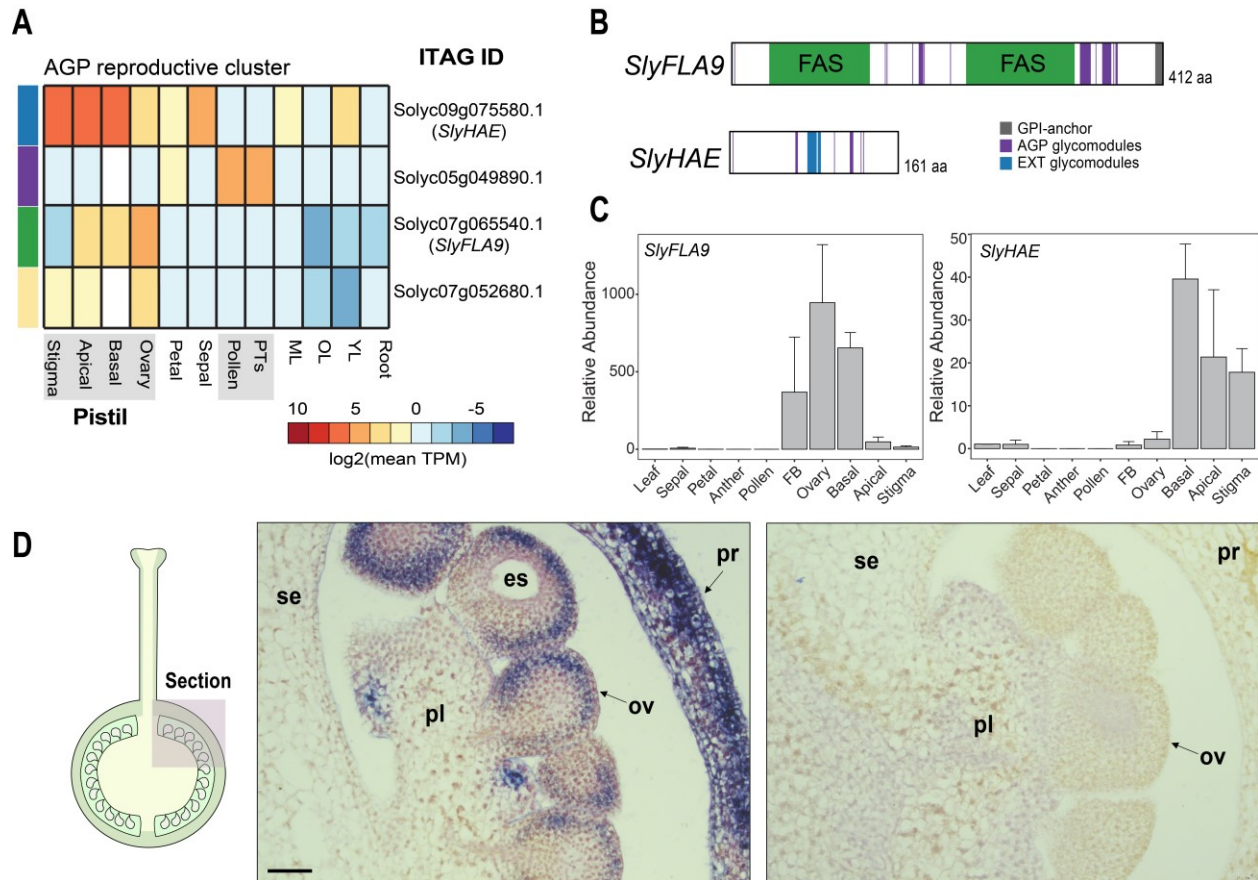 A
AGP reproductive cluster
ITAG ID
Solyc09g075580.1
(SlyHAE)
Solyc05g049890.1
Solyc07g065540.1
(SlyFLA9)
Solyc07g052680.1
Stigma
Apical
Basal
Ovary
Petal
Sepal
Pollen
PTs
ML
OL
YL
Root
Pistil
10 5 0 -5
log2(mean TPM)
B
SlyFLA9
FAS
FAS
412 aa
SlyHAE
161 aa
GPI-anchor
AGP glycomodules
EXT glycomodules
C
SlyFLA9
Relative Abundance
1000
500
0
Leaf
Sepal
Petal
Anther
Pollen
FB
Ovary
Basal
Apical
Stigma
SlyHAE
Relative Abundance
50
40
30
20
10
0
Leaf
Sepal
Petal
Anther
Pollen
FB
Ovary
Basal
Apical
Stigma
D
Section
se
es
pr
pl
ov
se
pr
pl
ov